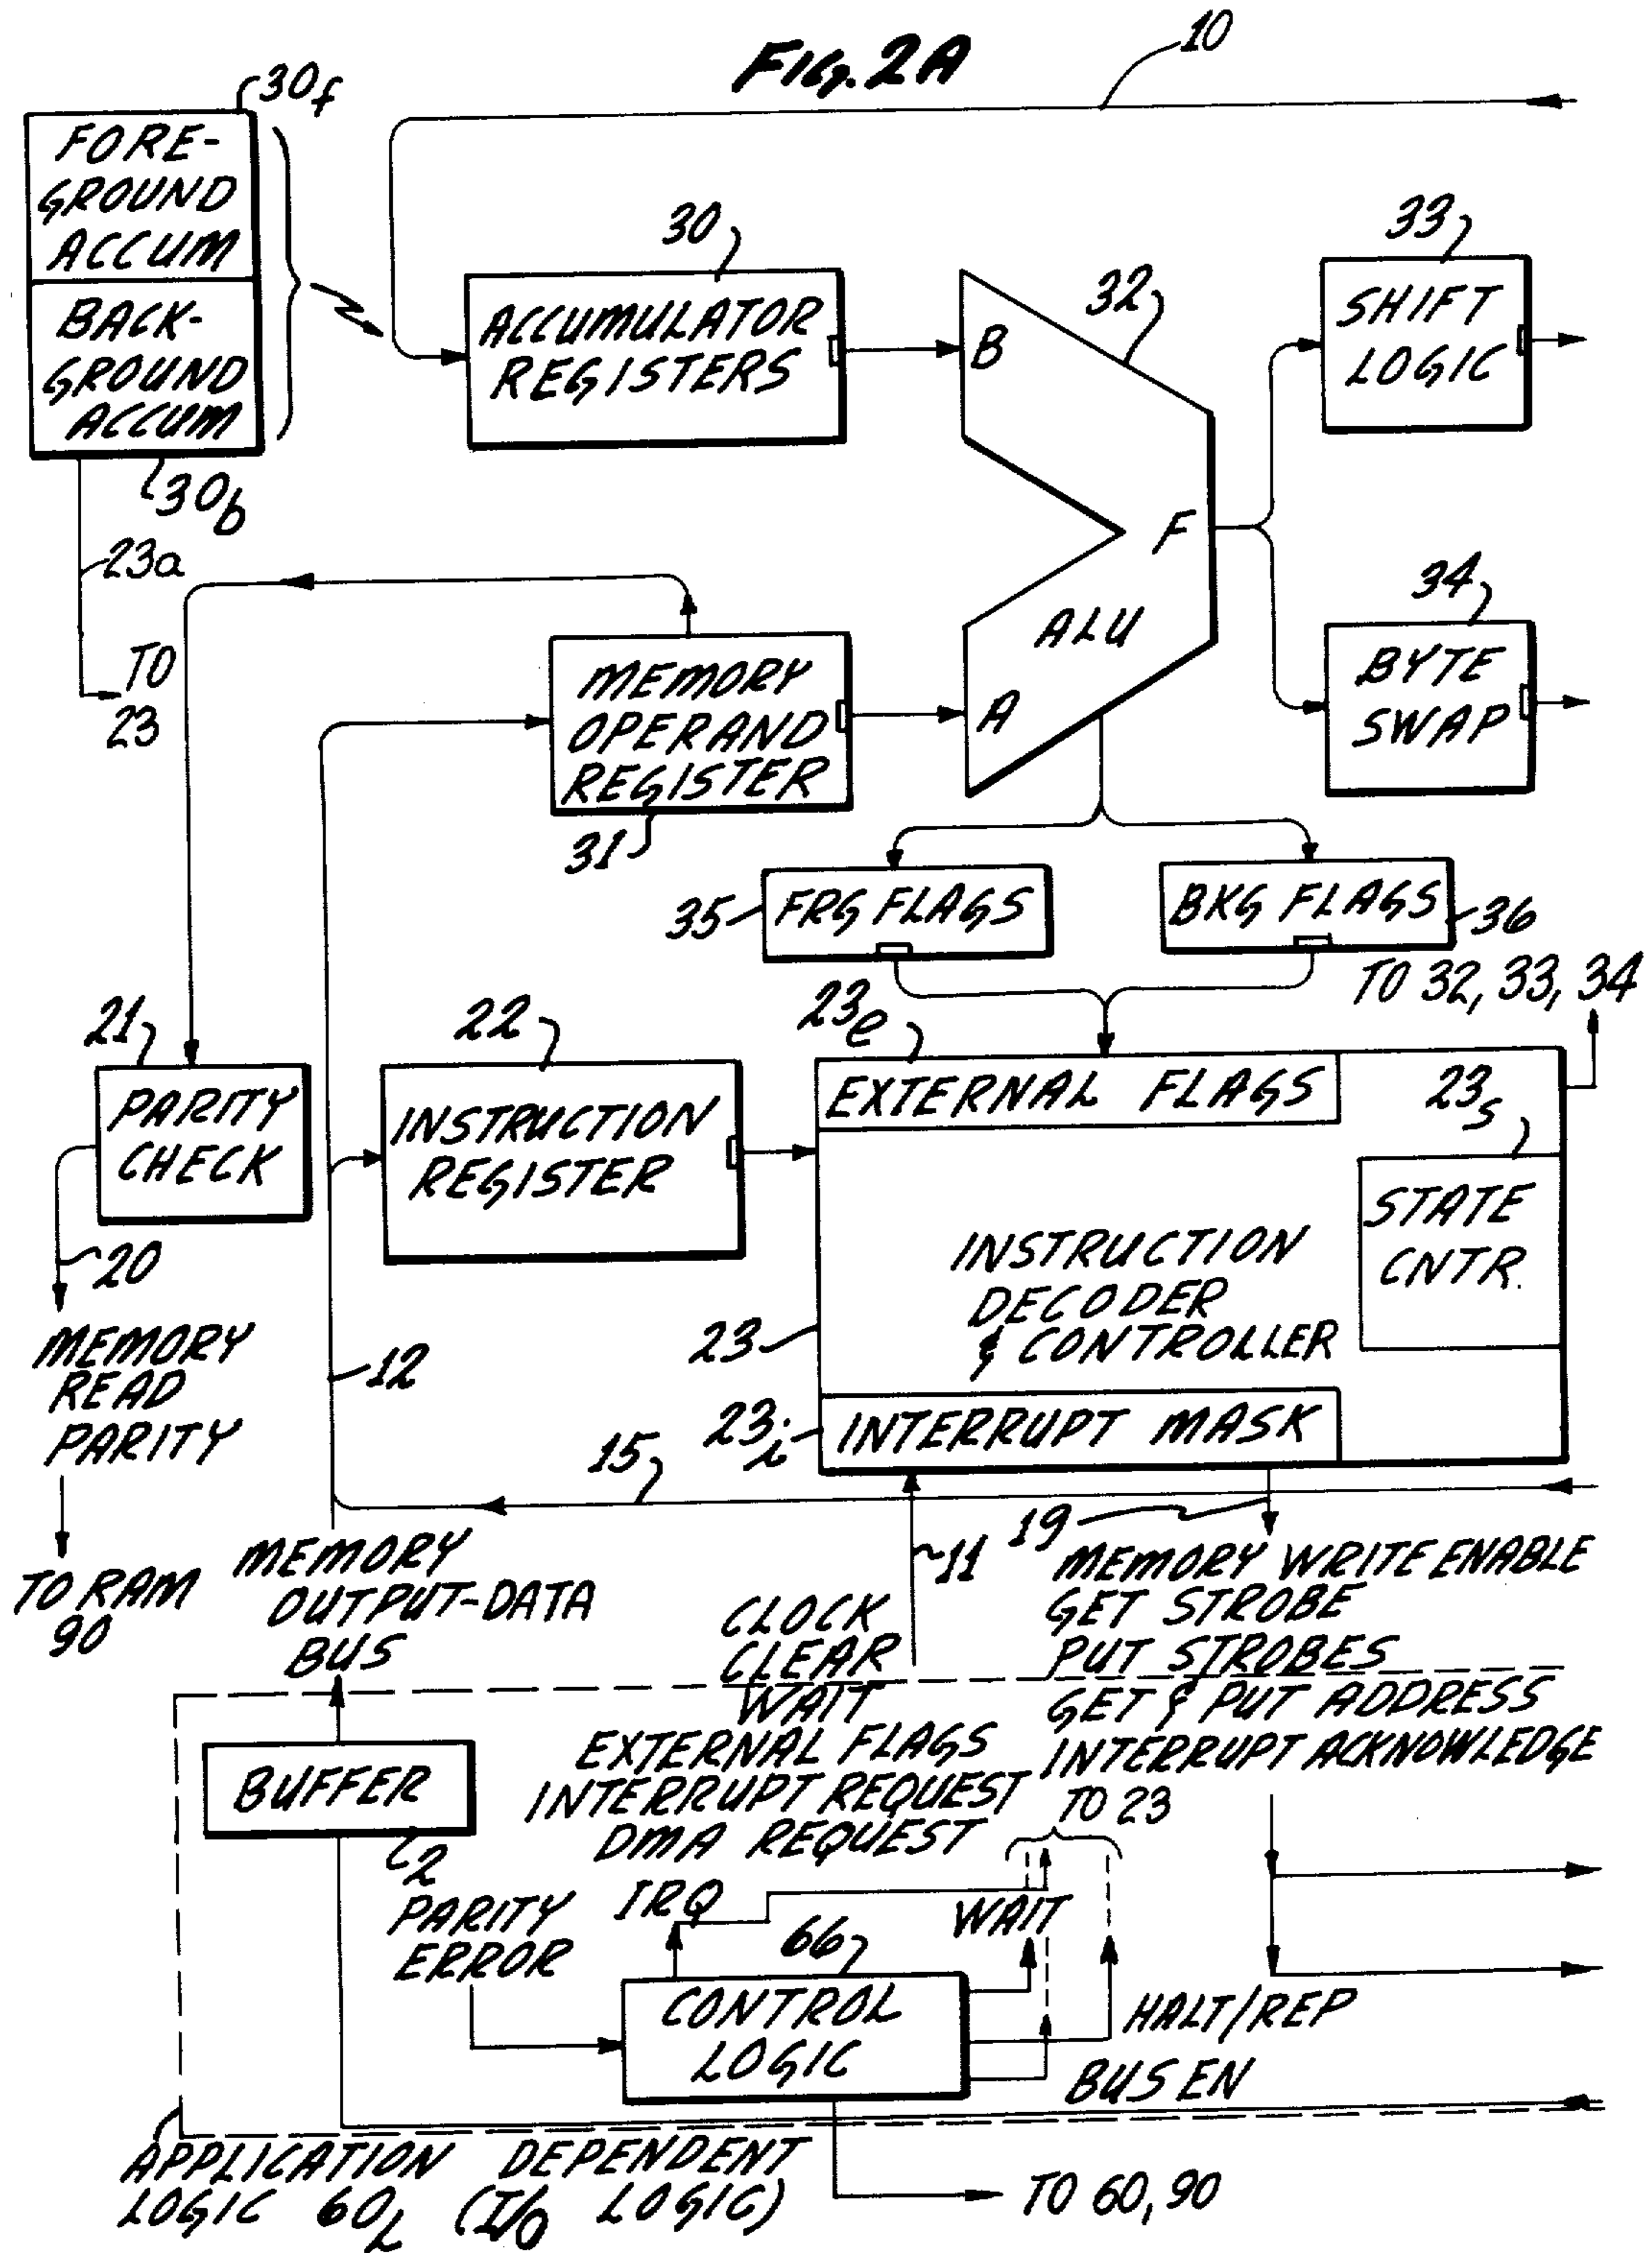 FIG. 2A
10
30f
FORE-
GROUND
ACCUM
BACK-
GROUND
ACCUM
30b
23a
TO
23
30
ACCUMULATOR
REGISTERS
B
32
F
ALU
A
33
SHIFT
LOGIC
34
BYTE
SWAP
MEMORY
OPERAND
REGISTER
31
35
FRG FLAGS
BKG FLAGS
36
TO 32, 33, 34
21
PARITY
CHECK
20
MEMORY
READ
PARITY
TO RAM
90
22
INSTRUCTION
REGISTER
12
23e
EXTERNAL FLAGS
23s
STATE
CNTR.
INSTRUCTION
DECODER
& CONTROLLER
23
23i
INTERRUPT MASK
15
11
19
MEMORY
OUTPUT-DATA
BUS
CLOCK
CLEAR
WAIT
EXTERNAL FLAGS
INTERRUPT REQUEST
DMA REQUEST
MEMORY WRITE ENABLE
GET STROBE
PUT STROBES
GET & PUT ADDRESS
INTERRUPT ACKNOWLEDGE
TO 23
BUFFER
2
PARITY
ERROR
IRQ
66
WAIT
CONTROL
LOGIC
HALT/REP
BUS EN
APPLICATION DEPENDENT
LOGIC 60L (I/O LOGIC)
TO 60, 90